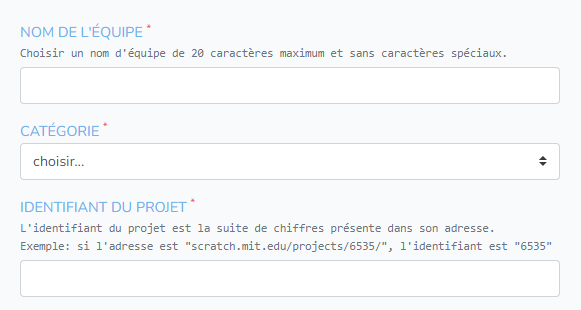 NOM DE L'ÉQUIPE *
Choisir un nom d'équipe de 20 caractères maximum et sans caractères spéciaux.
CATÉGORIE *
choisir...
IDENTIFIANT DU PROJET *
L'identifiant du projet est la suite de chiffres présente dans son adresse.
Exemple: si l'adresse est "scratch.mit.edu/projects/6535/", l'identifiant est "6535"